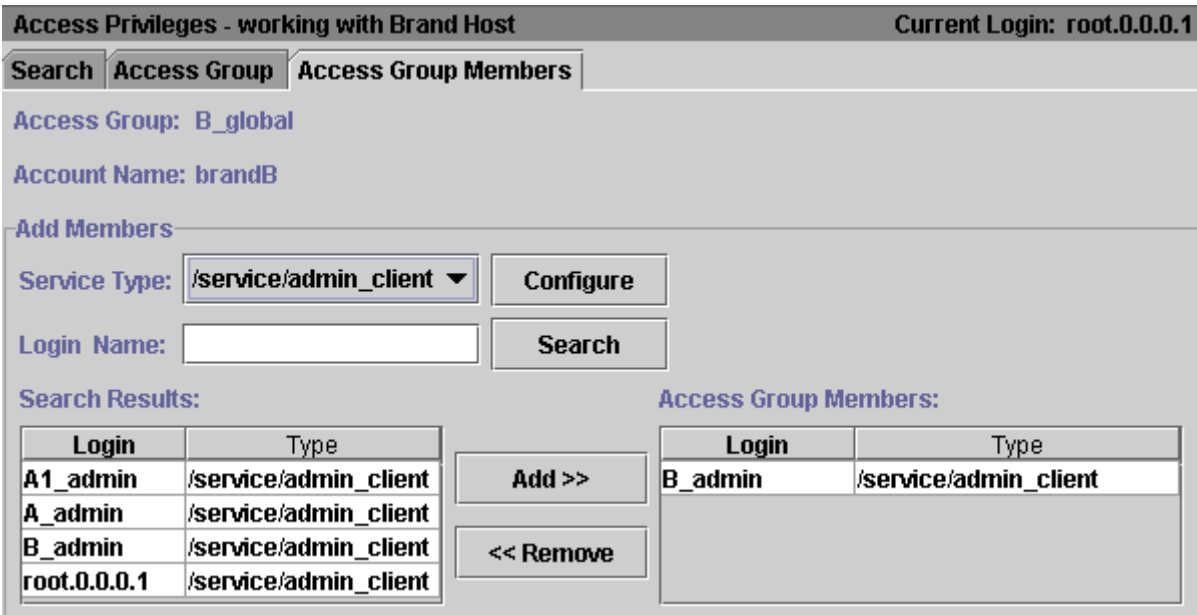 Access Privileges - working with Brand Host Current Login: root.0.0.0.1
Search Access Group Access Group Members
Access Group: B_global
Account Name: brandB
Add Members
Service Type: /service/admin_client Configure
Login Name: Search
Search Results: Access Group Members:
Login Type Login Type
A1_admin /service/admin_client Add >> B_admin /service/admin_client
A_admin /service/admin_client
B_admin /service/admin_client << Remove
root.0.0.0.1 /service/admin_client